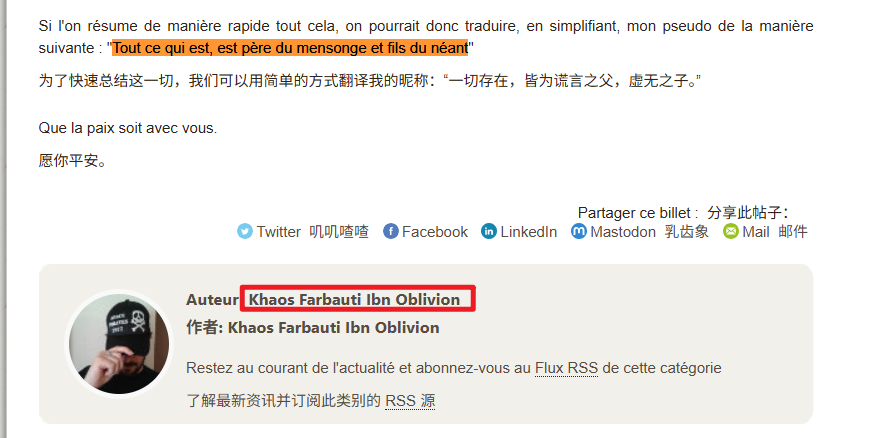 Si l'on résume de manière rapide tout cela, on pourrait donc traduire, en simplifiant, mon pseudo de la manière
suivante : "Tout ce qui est, est père du mensonge et fils du néant"
为了快速总结这一切，我们可以用简单的方式翻译我的昵称：“一切存在，皆为谎言之父，虚无之子。”
Que la paix soit avec vous.
愿你平安。
Partager ce billet : 分享此帖子：
Twitter 叽叽喳喳 Facebook LinkedIn Mastodon 乳齿象 Mail 邮件
Auteur Khaos Farbauti Ibn Oblivion
作者: Khaos Farbauti Ibn Oblivion
Restez au courant de l'actualité et abonnez-vous au Flux RSS de cette catégorie
了解最新资讯并订阅此类别的 RSS 源